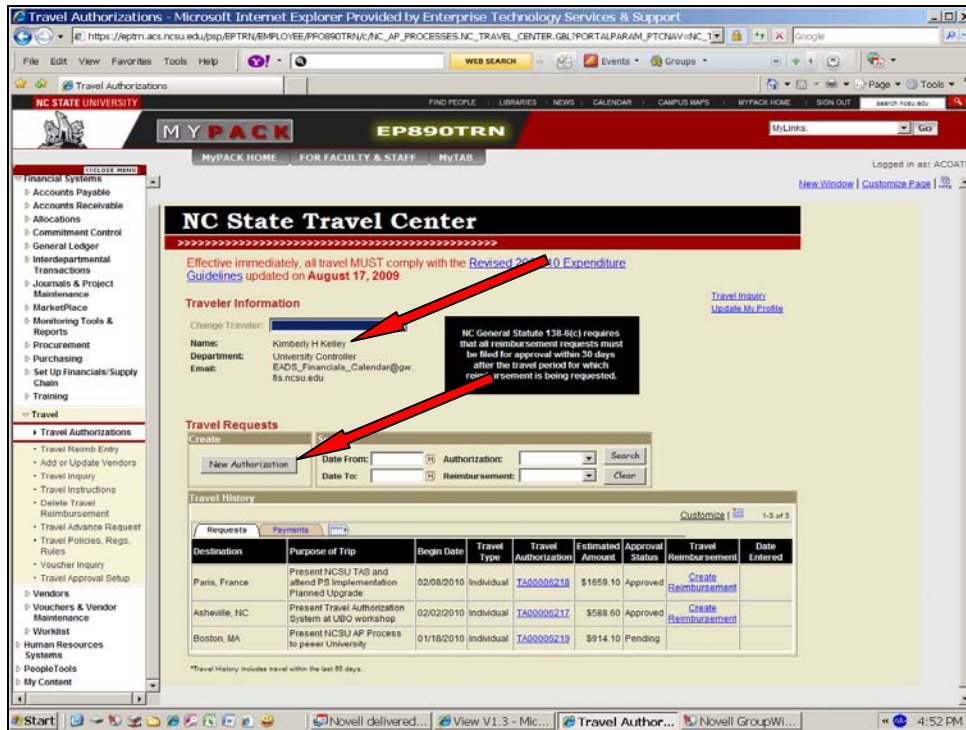 Travel Authorizations - Microsoft Internet Explorer Provided by Enterprise Technology Services & Support
https://eptrn.acs.ncsu.edu/psp/EPTRN/EMPLOYEE/PFO890TRN/c/NC_AP_PROCESSES.NC_TRAVEL_CENTER.GBL?PORTALPARAM_PTCNAV=NC_T
Google
File Edit View Favorites Tools Help
WEB SEARCH
Events
Groups
Travel Authorizations
Page
Tools
NC STATE UNIVERSITY
FIND PEOPLE LIBRARIES NEWS CALENDAR CAMPUS MAPS MYPACK HOME SIGN OUT
search ncsu.edu
MYPACK
EP890TRN
MyLinks:
Go
MyPACK HOME FOR FACULTY & STAFF MyTAB
Logged in as: ACOAT
New Window | Customize Page |
CLOSE MENU
Financial Systems
Accounts Payable
Accounts Receivable
Allocations
Commitment Control
General Ledger
Interdepartmental
Transactions
Journals & Project
Maintenance
MarketPlace
Monitoring Tools &
Reports
Procurement
Purchasing
Set Up Financials/Supply
Chain
Training
Travel
Travel Authorizations
Travel Reimb Entry
Add or Update Vendors
Travel Inquiry
Travel Instructions
Delete Travel
Reimbursement
Travel Advance Request
Travel Policies, Regs,
Rules
Voucher Inquiry
Travel Approval Setup
Vendors
Vouchers & Vendor
Maintenance
Worklist
Human Resources
Systems
PeopleTools
My Content
NC State Travel Center
>>>>>>>>>>>>>>>>>>>>>>>>>>>>>>>>>>>>>>>>>>>>>>>>
Effective immediately, all travel MUST comply with the Revised Expenditure
Guidelines updated on August 17, 2009.
Traveler Information
Travel Inquiry
Update My Profile
Change Traveler:
Name: Kimberly H Kelley
Department: University Controller
Email: EADS_Financials_Calendar@gw.
fis.ncsu.edu
NC General Statute 138-6(c) requires
that all reimbursement requests must
be filed for approval within 30 days
after the travel period for which
reimbursement is being requested.
Travel Requests
Create
New Authorization
Date From: Authorization: Search
Date To: Reimbursement: Clear
Travel History
Customize | 1-3 of 3
Requests Payments
Destination Purpose of Trip Begin Date Travel Type Travel Authorization Estimated Amount Approval Status Travel Reimbursement Date Entered
Paris, France Present NCSU TAS and attend PS Implementation Planned Upgrade 02/08/2010 Individual TA00006218 $1659.10 Approved Create Reimbursement
Asheville, NC Present Travel Authorization System at UBO workshop 02/02/2010 Individual TA00006217 $588.60 Approved Create Reimbursement
Boston, MA Present NCSU AP Process to peeer University 01/18/2010 Individual TA00006219 $914.10 Pending
*Travel History includes travel within the last 60 days.
Start
Novell delivered...
View V1.3 - Mic...
Travel Author...
Novell GroupWi...
4:52 PM